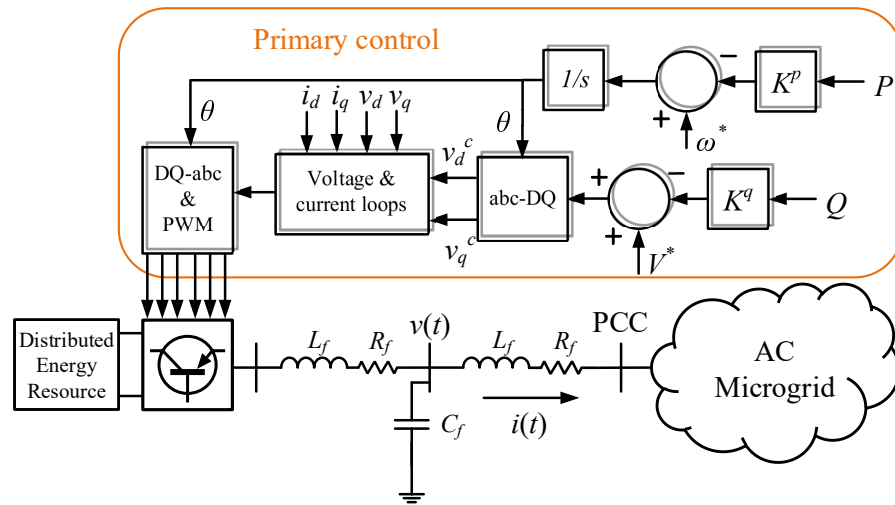 Primary control
1/s
−
K^p
P
+
ω^*
θ
i_d i_q v_d v_q
θ
DQ-abc
&
PWM
Voltage &
current loops
v_d^c
v_q^c
abc-DQ
+
−
+
K^q
Q
V^*
Distributed
Energy
Resource
L_f
R_f
v(t)
L_f
R_f
PCC
C_f
i(t)
AC
Microgrid